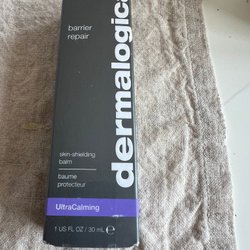 barrier
repair
dermalogica
skin-shielding
balm
baume
protecteur
UltraCalming
1 US FL OZ / 30 mL e